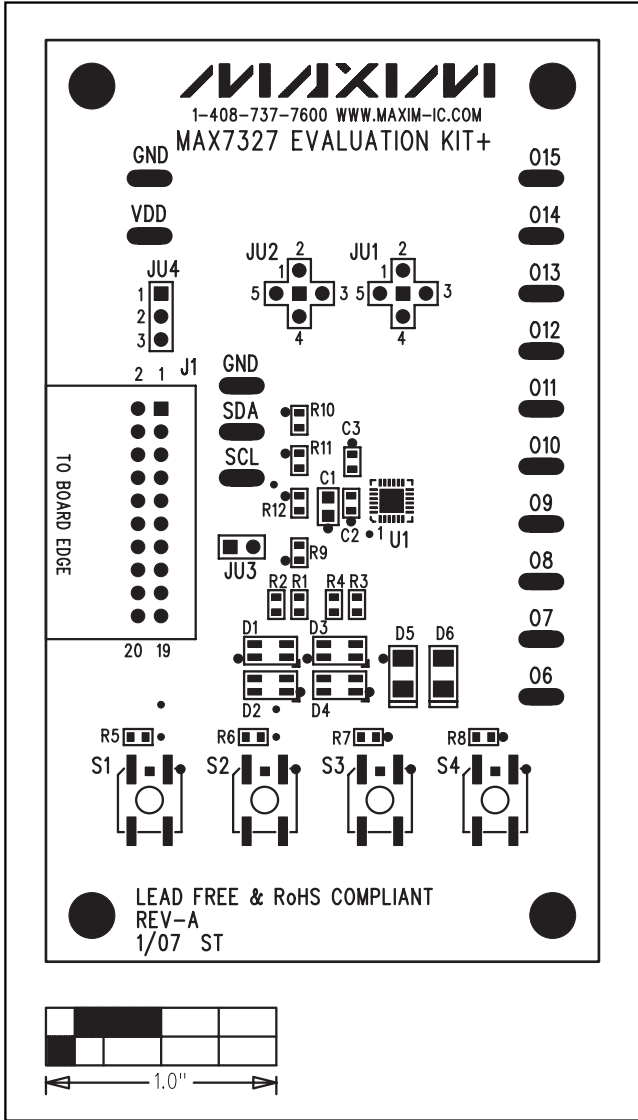 MAXIM
1-408-737-7600 WWW.MAXIM-IC.COM
MAX7327 EVALUATION KIT+
GND
O15
VDD
O14
JU2
2
1
5
3
4
JU1
2
1
5
3
4
O13
JU4
1
2
3
O12
J1
2 1
GND
O11
SDA
R10
SCL
R11
C3
O10
TO BOARD EDGE
R12
C1
C2
1
U1
O9
JU3
R9
O8
R2
R1
R4
R3
20 19
D1
D3
D5
D6
O7
D2
D4
O6
R5
R6
R7
R8
S1
S2
S3
S4
LEAD FREE & RoHS COMPLIANT
REV-A
1/07 ST
1.0"